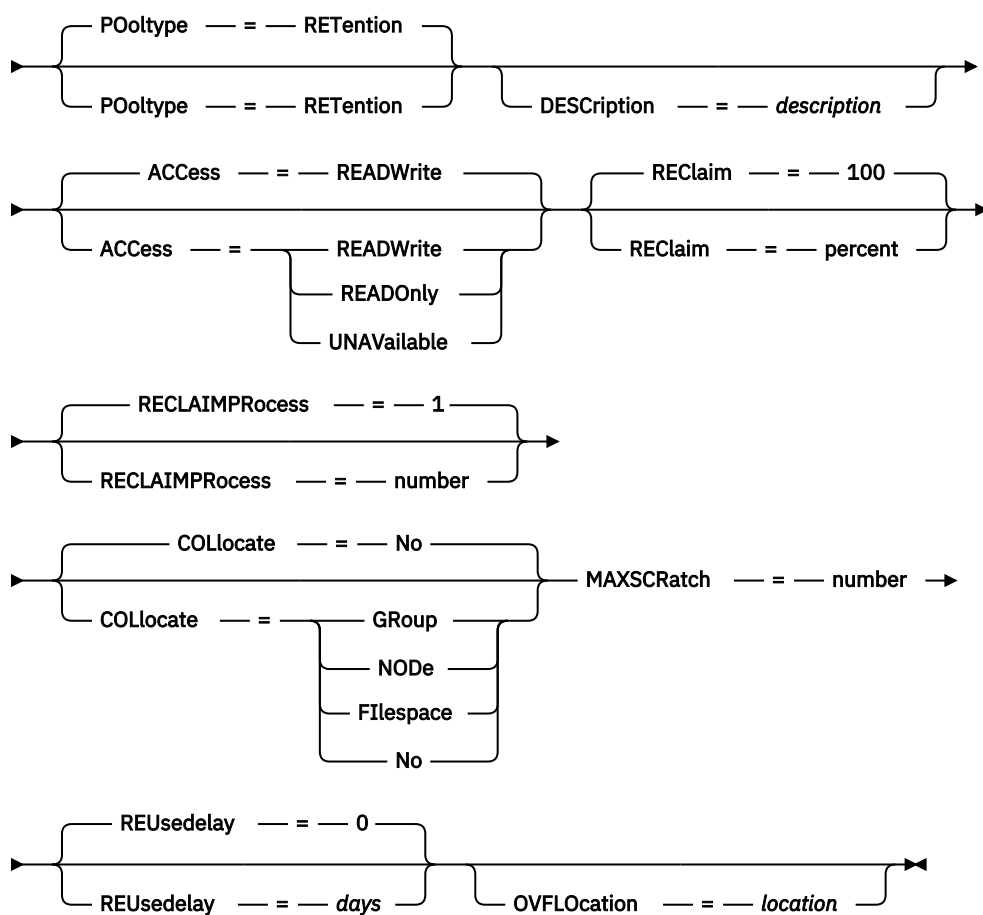 POoltype = RETention
POoltype = RETention
DESCription = description
ACCess = READWrite
ACCess = READWrite
READOnly
UNAVailable
REClaim = 100
REClaim = percent
RECLAIMPRocess = 1
RECLAIMPRocess = number
COLlocate = No
COLlocate = GRoup
NODe
FIlespace
No
MAXSCRatch = number
REUsedelay = 0
REUsedelay = days
OVFLOcation = location